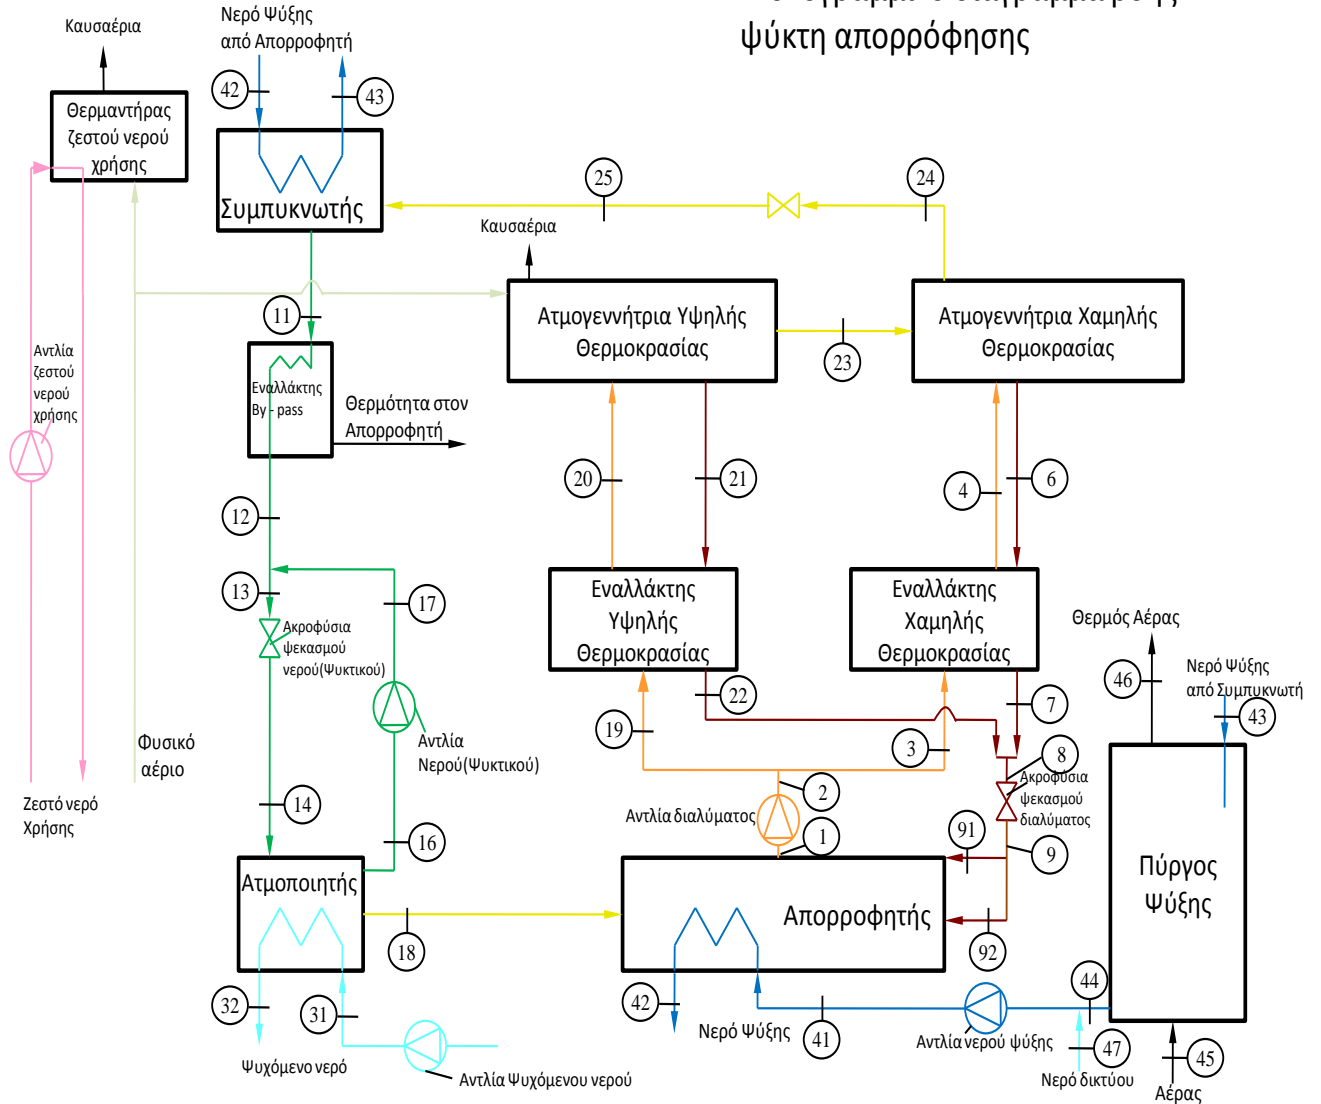 ψύκτη απορρόφησης
Καυσαέρια
Νερό Ψύξης
από Απορροφητή
42
43
Θερμαντήρας
ζεστού νερού
χρήσης
Συμπυκνωτής
25
24
Καυσαέρια
11
Ατμογεννήτρια Υψηλής
Θερμοκρασίας
23
Ατμογεννήτρια Χαμηλής
Θερμοκρασίας
Αντλία
ζεστού
νερού
χρήσης
Εναλλάκτης
By - pass
Θερμότητα στον
Απορροφητή
20
21
4
6
12
13
17
Ακροφύσια
ψεκασμού
νερού(Ψυκτικού)
Εναλλάκτης
Υψηλής
Θερμοκρασίας
Εναλλάκτης
Χαμηλής
Θερμοκρασίας
Θερμός Αέρας
46
Νερό Ψύξης
από Συμπυκνωτή
43
22
7
19
3
8
Φυσικό
αέριο
Αντλία
Νερού(Ψυκτικού)
2
Ακροφύσια
ψεκασμού
διαλύματος
Ζεστό νερό
Χρήσης
14
Αντλία διαλύματος
16
1
91
9
Ατμοποιητής
Απορροφητής
Πύργος
Ψύξης
18
92
32
31
42
Νερό Ψύξης
41
44
Αντλία νερού ψύξης
47
45
Ψυχόμενο νερό
Αντλία Ψυχόμενου νερού
Νερό δικτύου
Αέρας